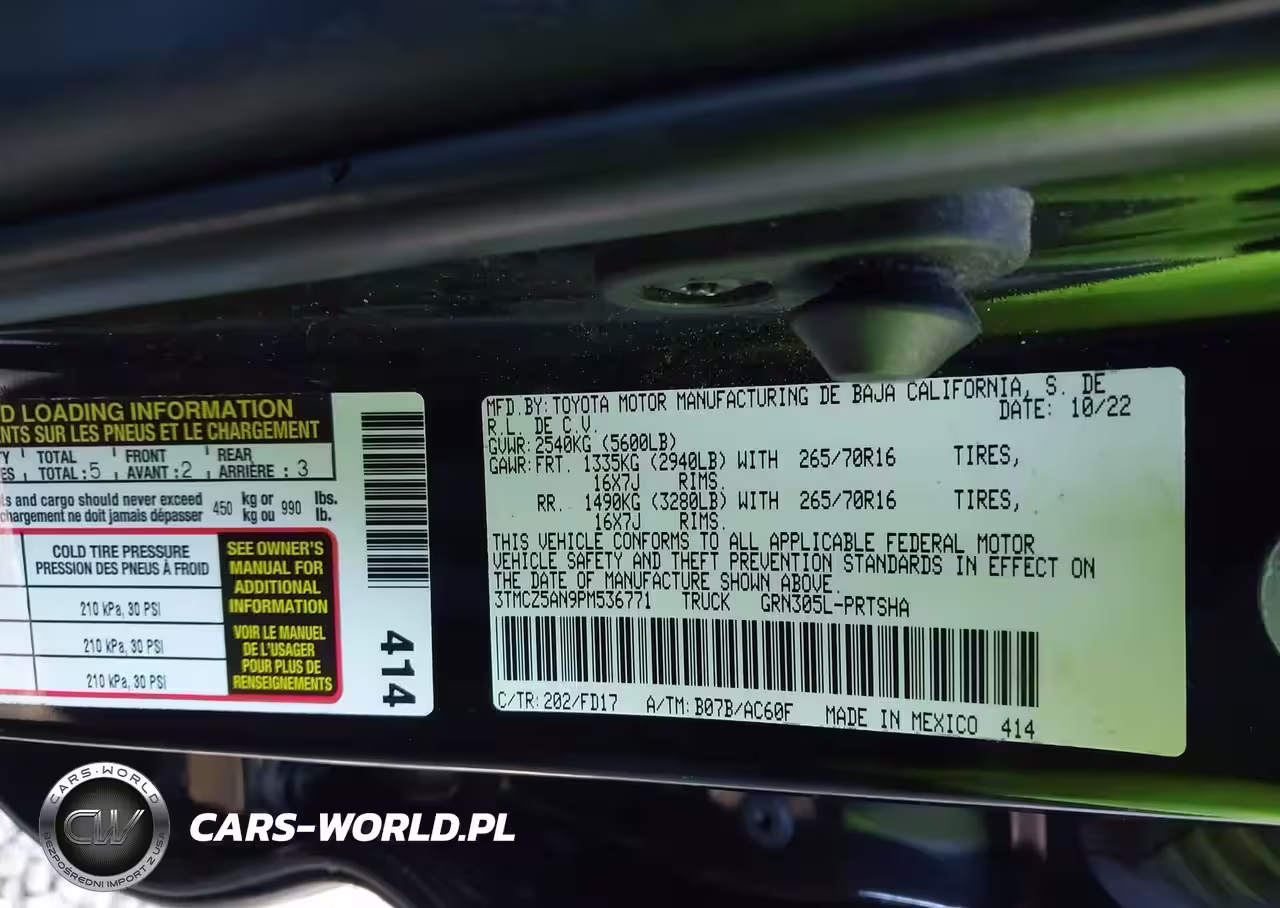 D LOADING INFORMATION
NTS SUR LES PNEUS ET LE CHARGEMENT
TOTAL FRONT REAR
TOTAL:5 AVANT:2 ARRIÈRE:3
and cargo should never exceed 450 kg or 990 lbs.
chargement ne doit jamais dépasser kg ou lb.
COLD TIRE PRESSURE
PRESSION DES PNEUS À FROID
210 kPa, 30 PSI
210 kPa, 30 PSI
210 kPa, 30 PSI
SEE OWNER'S
MANUAL FOR
ADDITIONAL
INFORMATION
VOIR LE MANUEL
DE L'USAGER
POUR PLUS DE
RENSEIGNEMENTS
414
MFD.BY:TOYOTA MOTOR MANUFACTURING DE BAJA CALIFORNIA, S. DE
R.L. DE C.V. DATE: 10/22
GVWR:2540KG (5600LB)
GAWR:FRT. 1335KG (2940LB) WITH 265/70R16 TIRES,
16X7J RIMS.
RR. 1490KG (3280LB) WITH 265/70R16 TIRES,
16X7J RIMS.
THIS VEHICLE CONFORMS TO ALL APPLICABLE FEDERAL MOTOR
VEHICLE SAFETY AND THEFT PREVENTION STANDARDS IN EFFECT ON
THE DATE OF MANUFACTURE SHOWN ABOVE.
3TMCZ5AN9PM536771 TRUCK GRN305L-PRTSHA
C/TR:202/FD17 A/TM:B07B/AC60F MADE IN MEXICO 414
CARS-WORLD
CW
BEZPOŚREDNI IMPORT Z USA
CARS-WORLD.PL